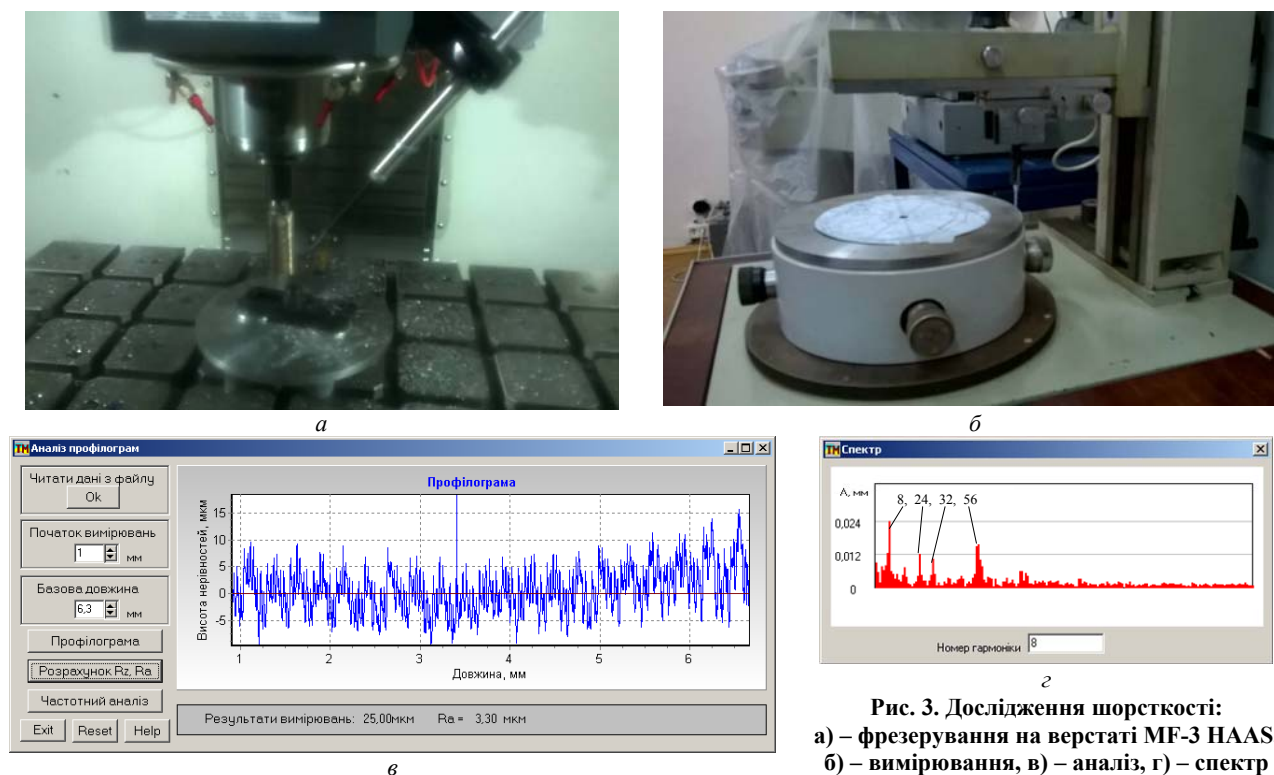 а
б
Аналіз профілограм
Читати дані з файлу
Ok
Початок вимірювань
1 мм
Базова довжина
6,3 мм
Профілограма
Розрахунок Rz, Ra
Частотний аналіз
Exit Reset Help
Профілограма
Висота нерівностей, мкм
15
10
5
0
-5
1 2 3 4 5 6
Довжина, мм
Результати вимірювань: 25,00мкм Ra = 3,30 мкм
в
Спектр
А, мм
8, 24, 32, 56
0,024
0,012
0
Номер гармоніки 8
г
Рис. 3. Дослідження шорсткості:
а) – фрезерування на верстаті MF-3 HAAS
б) – вимірювання, в) – аналіз, г) – спектр